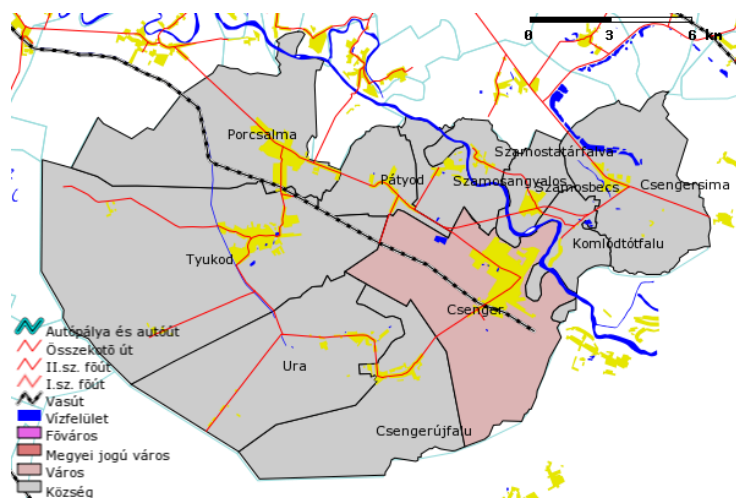 0 3 6 km
Porcsalma
Szamostatárfalva
Pátyod
Szamosangyalos
Szamosbecs
Csengersima
Komlódtótfalu
Tyukod
Csenger
Ura
Csengerújfalu
Autópálya és autóút
Összekötő út
II.sz. főút
I.sz. főút
Vasút
Vízfelület
Főváros
Megyei jogú város
Város
Község